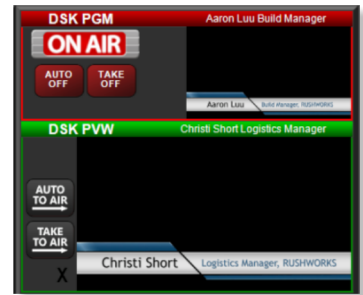 DSK PGM Aaron Luu Build Manager
ON AIR
AUTO OFF
TAKE OFF
Aaron Luu Build Manager, RUSHWORKS
DSK PVW Christi Short Logistics Manager
AUTO TO AIR
TAKE TO AIR
X
Christi Short Logistics Manager, RUSHWORKS